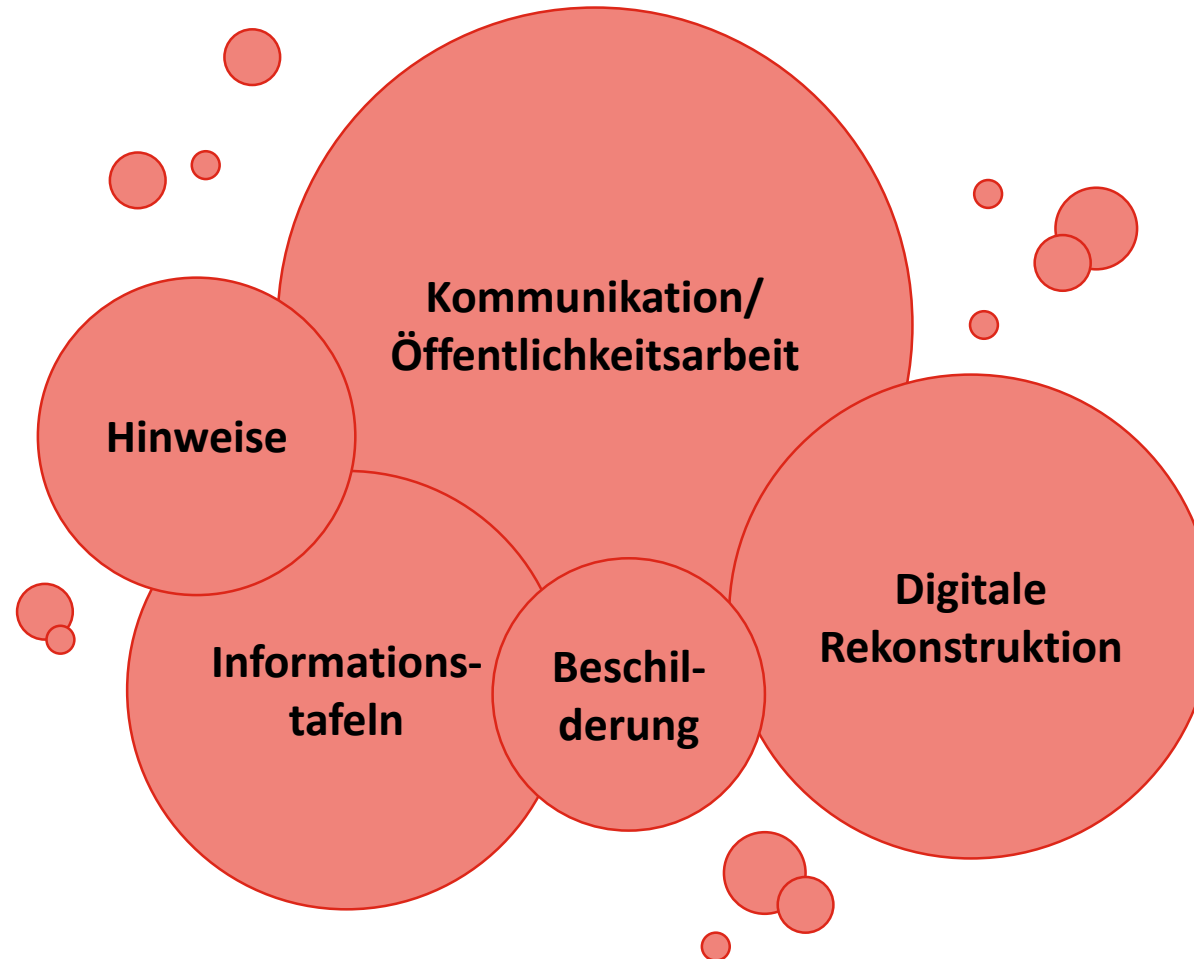 Kommunikation/
Öffentlichkeitsarbeit
Hinweise
Digitale
Rekonstruktion
Informations-
tafeln
Beschil-
derung